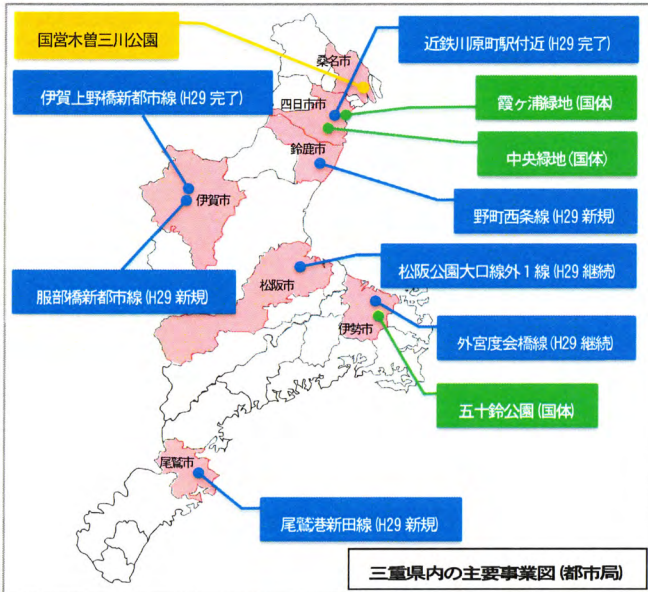 国営木曽三川公園
近鉄川原町駅付近(H29 完了)
桑名市
伊賀上野橋新都市線(H29 完了)
四日市市
霞ヶ浦緑地(国体)
中央緑地(国体)
鈴鹿市
伊賀市
野町西条線(H29 新規)
服部橋新都市線(H29 新規)
松阪市
松阪公園大口線外1線(H29 継続)
伊勢市
外宮度会橋線(H29 継続)
五十鈴公園(国体)
尾鷲市
尾鷲港新田線(H29 新規)
三重県内の主要事業図(都市局)